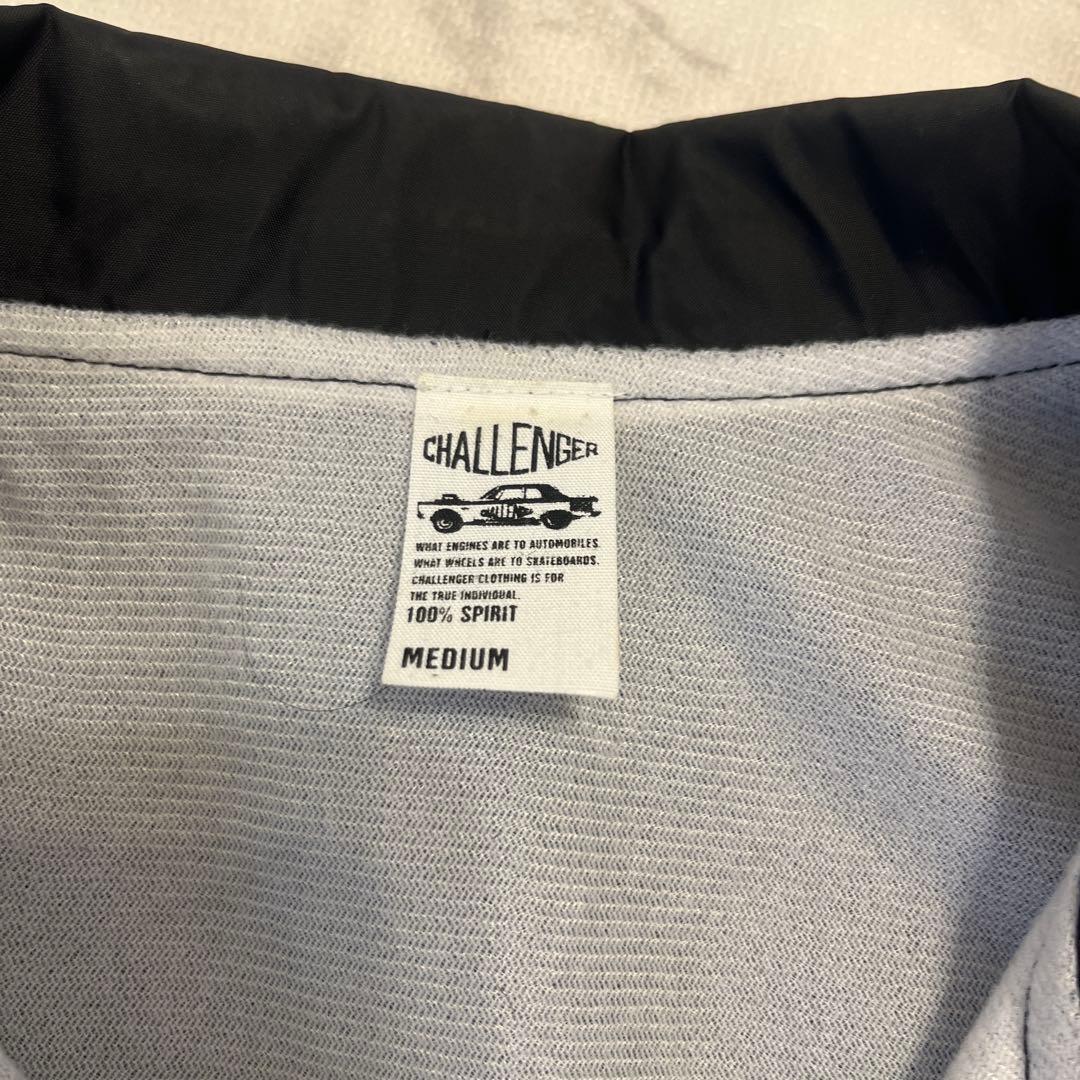 CHALLENGER
WHAT ENGINES ARE TO AUTOMOBILES.
WHAT WHEELS ARE TO SKATEBOARDS.
CHALLENGER CLOTHING IS FOR
THE TRUE INDIVIDUAL.
100% SPIRIT
MEDIUM